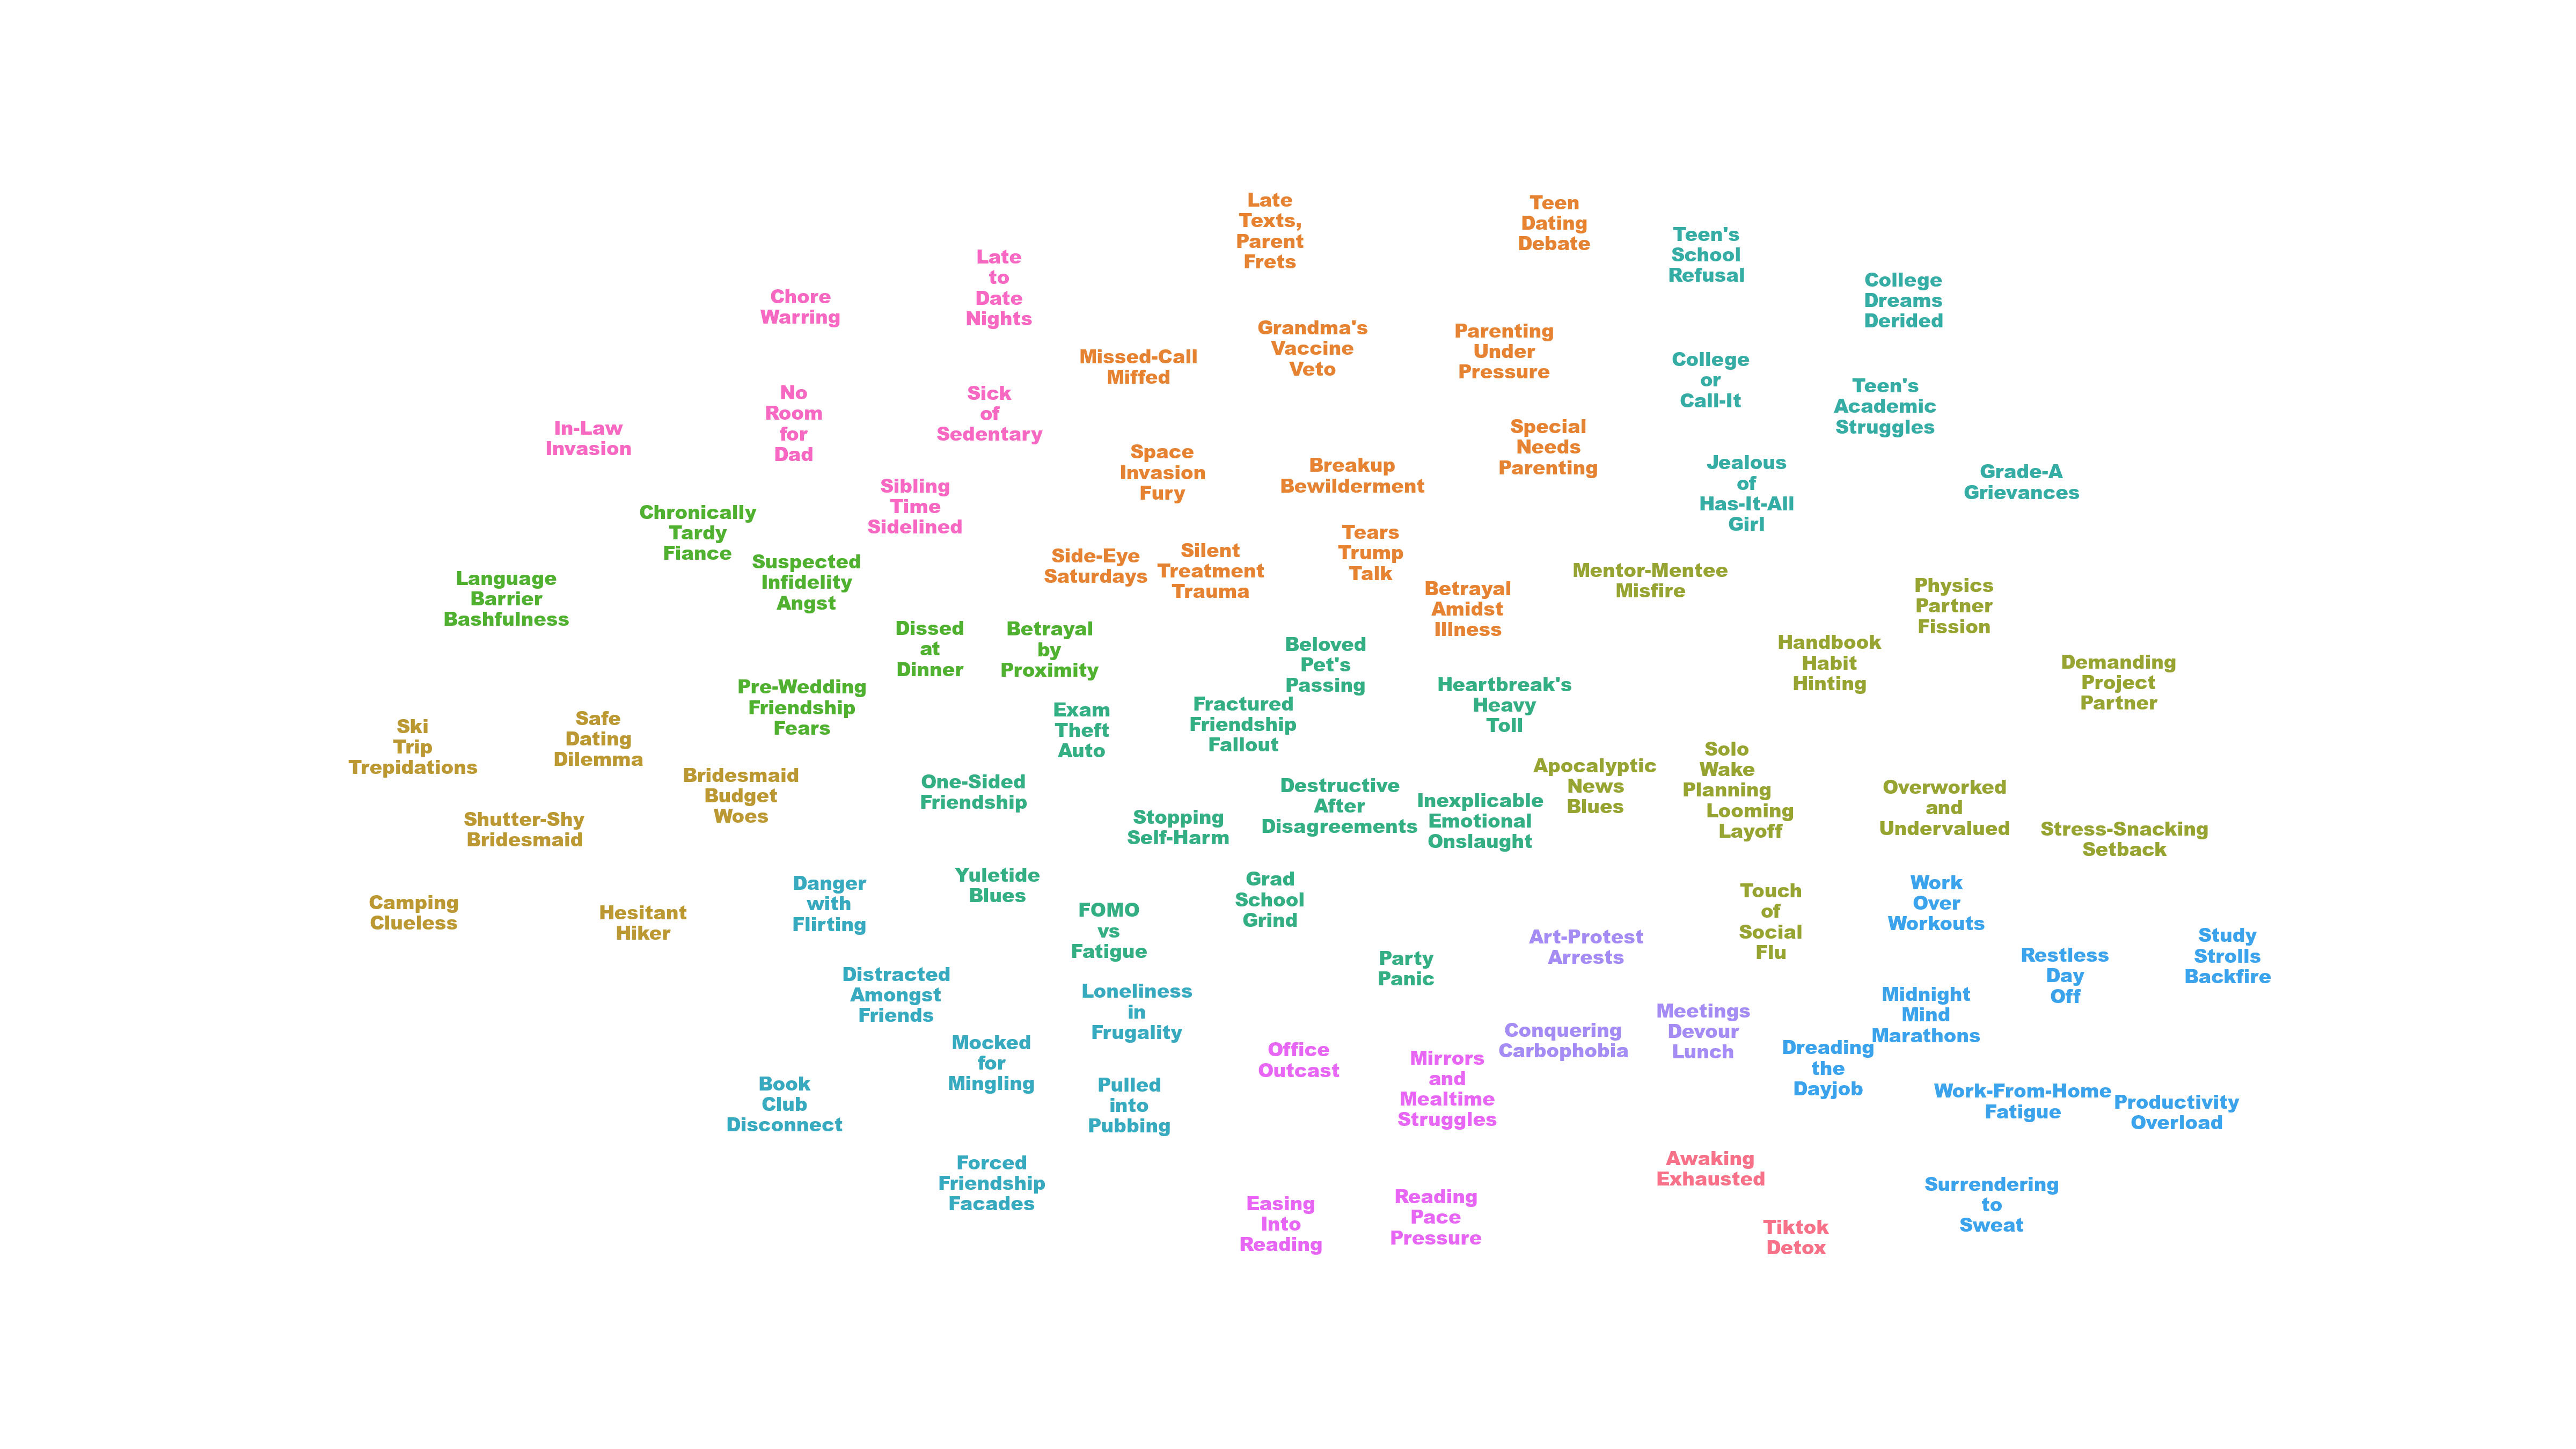 Late
Texts,
Parent
Frets
Teen
Dating
Debate
Teen's
School
Refusal
College
Dreams
Derided
Late
to
Date
Nights
Chore
Warring
Missed-Call
Miffed
Grandma's
Vaccine
Veto
Parenting
Under
Pressure
College
or
Call-It
Teen's
Academic
Struggles
In-Law
Invasion
No
Room
for
Dad
Sick
of
Sedentary
Space
Invasion
Fury
Breakup
Bewilderment
Special
Needs
Parenting
Jealous
of
Has-It-All
Girl
Grade-A
Grievances
Sibling
Time
Sidelined
Chronically
Tardy
Fiance
Suspected
Infidelity
Angst
Language
Barrier
Bashfulness
Side-Eye
Saturdays
Silent
Treatment
Trauma
Tears
Trump
Talk
Betrayal
Amidst
Illness
Mentor-Mentee
Misfire
Physics
Partner
Fission
Dissed
at
Dinner
Betrayal
by
Proximity
Beloved
Pet's
Passing
Handbook
Habit
Hinting
Demanding
Project
Partner
Pre-Wedding
Friendship
Fears
Exam
Theft
Auto
Fractured
Friendship
Fallout
Heartbreak's
Heavy
Toll
Ski
Trip
Trepidations
Safe
Dating
Dilemma
Bridesmaid
Budget
Woes
Shutter-Shy
Bridesmaid
One-Sided
Friendship
Stopping
Self-Harm
Destructive
After
Disagreements
Inexplicable
Emotional
Onslaught
Apocalyptic
News
Blues
Solo
Wake
Planning
Looming
Layoff
Overworked
and
Undervalued
Stress-Snacking
Setback
Camping
Clueless
Hesitant
Hiker
Danger
with
Flirting
Yuletide
Blues
FOMO
vs
Fatigue
Grad
School
Grind
Party
Panic
Art-Protest
Arrests
Touch
of
Social
Flu
Work
Over
Workouts
Restless
Day
Off
Study
Strolls
Backfire
Distracted
Amongst
Friends
Loneliness
in
Frugality
Mocked
for
Mingling
Book
Club
Disconnect
Pulled
into
Pubbing
Office
Outcast
Mirrors
and
Mealtime
Struggles
Conquering
Carbophobia
Meetings
Devour
Lunch
Midnight
Mind
Marathons
Dreading
the
Dayjob
Work-From-Home
Fatigue
Productivity
Overload
Forced
Friendship
Facades
Easing
Into
Reading
Reading
Pace
Pressure
Awaking
Exhausted
Tiktok
Detox
Surrendering
to
Sweat